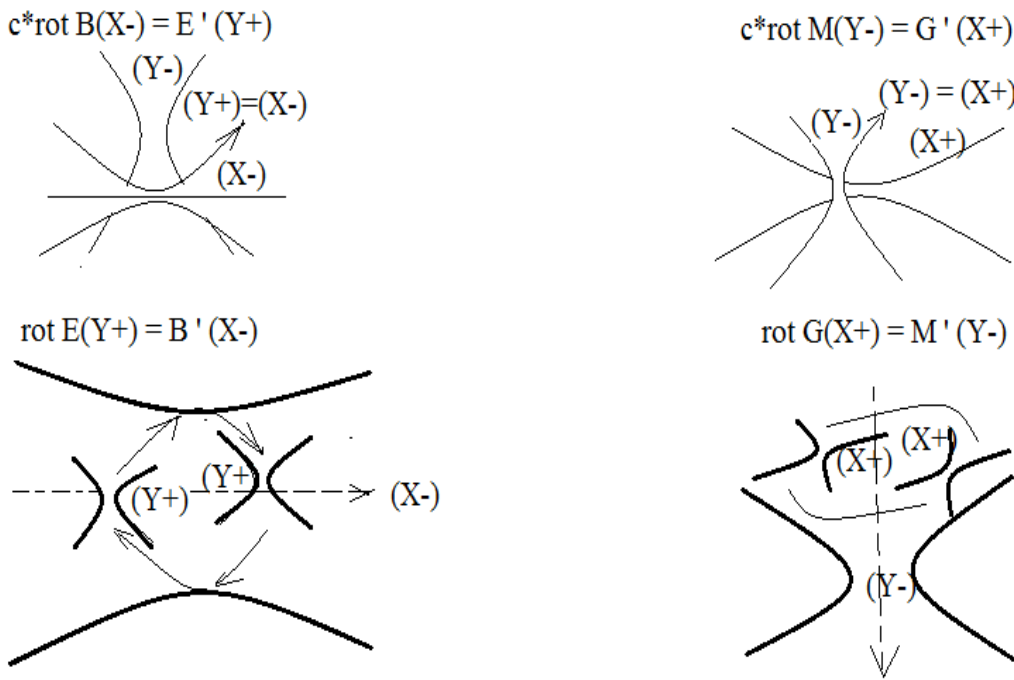 c*rot B(X-) = E ' (Y+)
(Y-)
(Y+)=(X-)
(X-)
c*rot M(Y-) = G ' (X+)
(Y-) = (X+)
(Y-)
(X+)
rot E(Y+) = B ' (X-)
(Y+)
(Y+)
(X-)
rot G(X+) = M ' (Y-)
(X+)
(X+)
(Y-)